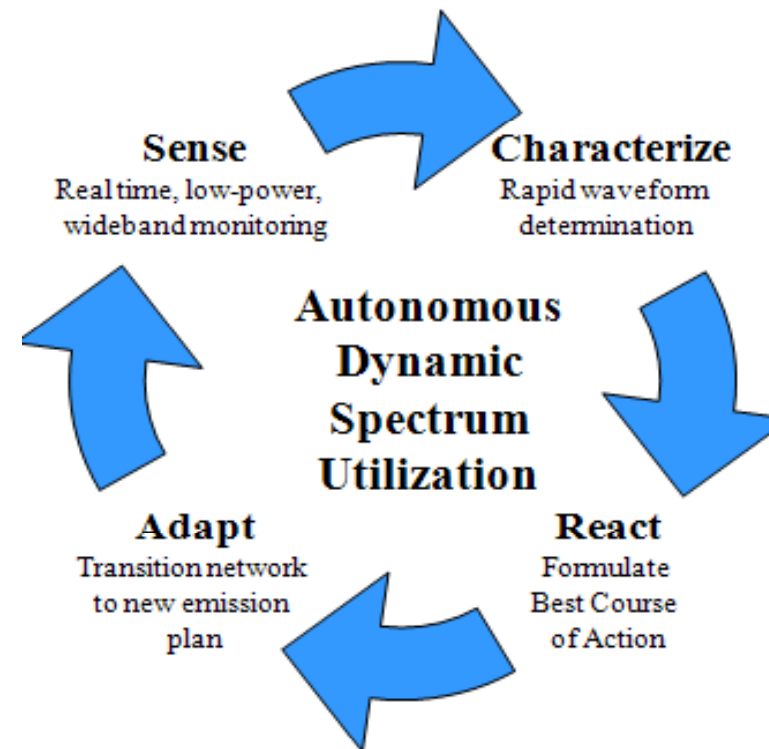 Sense
Real time, low-power,
wideband monitoring
Characterize
Rapid waveform
determination
Autonomous
Dynamic
Spectrum
Utilization
Adapt
Transition network
to new emission
plan
React
Formulate
Best Course
of Action